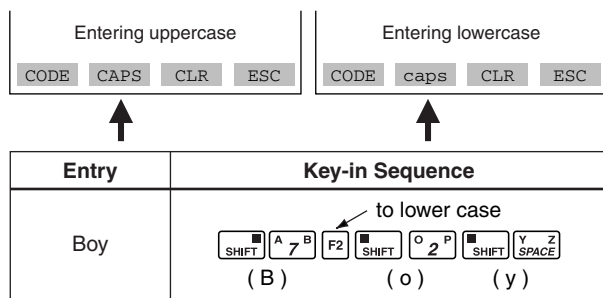 Entering uppercase
CODE CAPS CLR ESC
Entering lowercase
CODE caps CLR ESC
Entry Key-in Sequence
to lower case
Boy SHIFT A 7 B F2 SHIFT O 2 P SHIFT Y Z SPACE
( B ) ( o ) ( y )